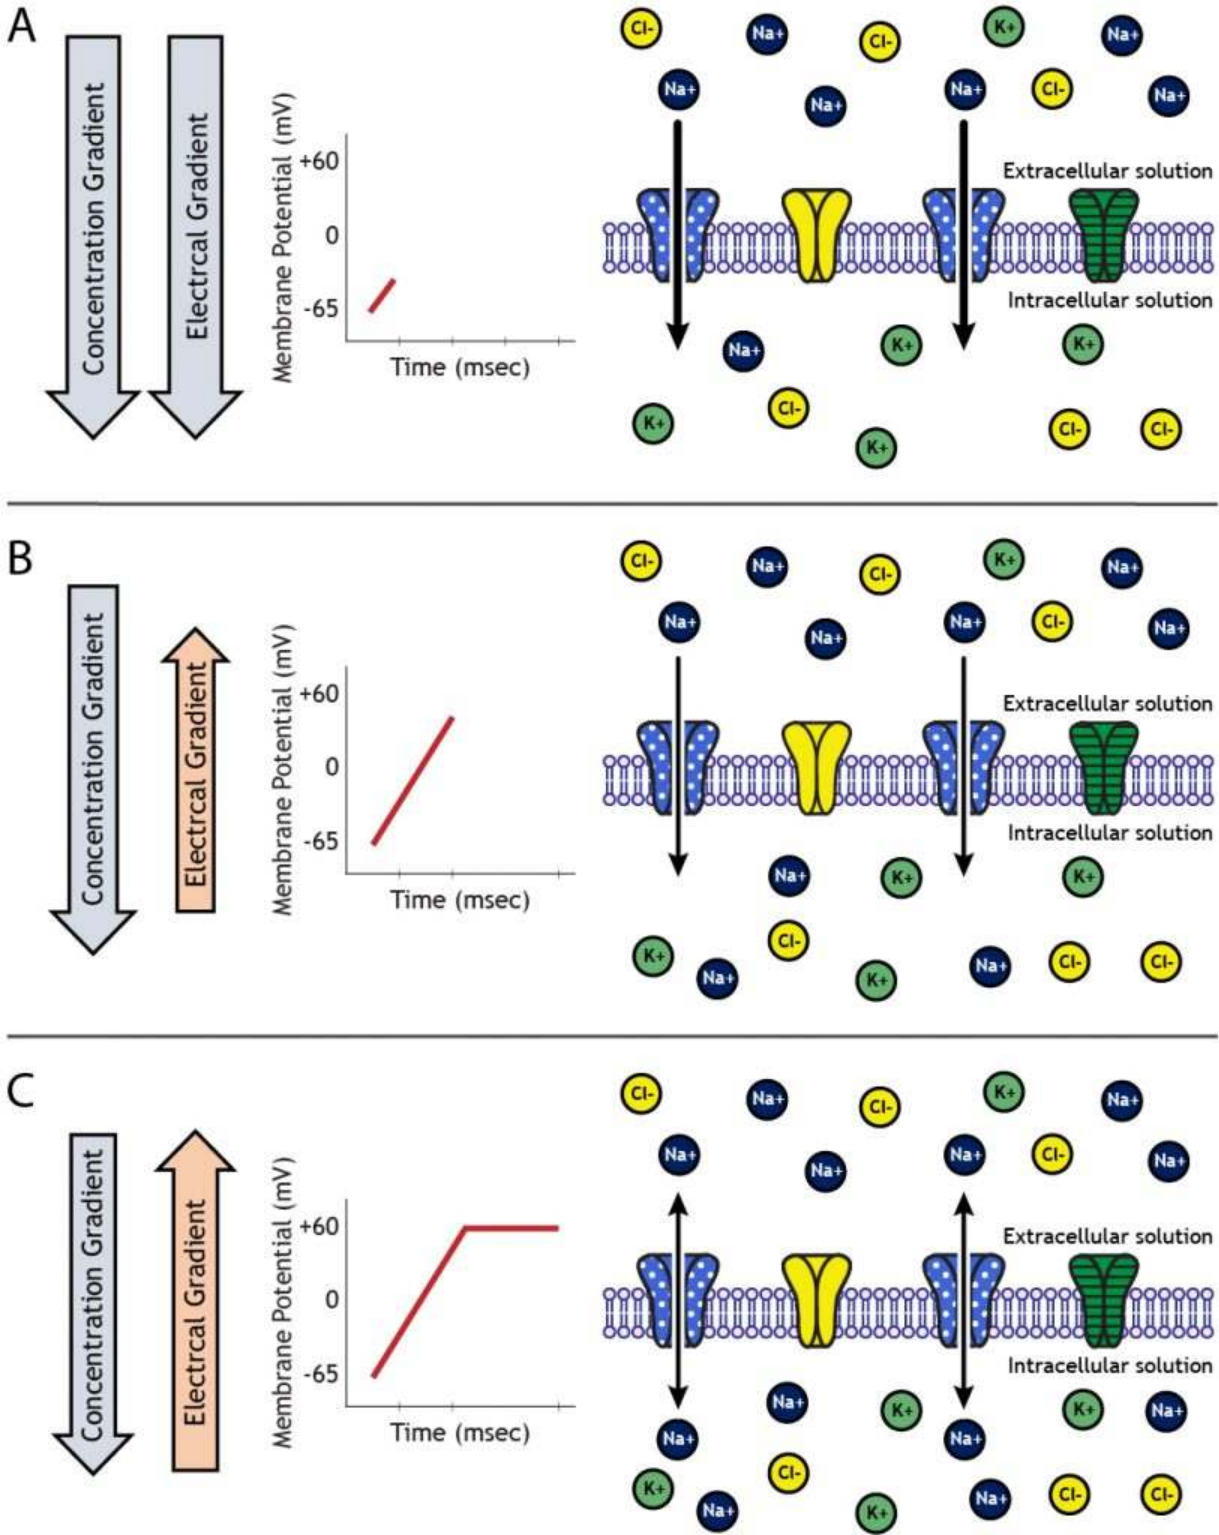 A
Concentration Gradient
Electrcal Gradient
Membrane Potential (mV)
+60
0
-65
Time (msec)
Cl-
Na+
Cl-
K+
Na+
Na+
Na+
Na+
Cl-
Na+
Extracellular solution
Intracellular solution
Na+
K+
K+
K+
Cl-
K+
Cl-
Cl-
B
Concentration Gradient
Electrcal Gradient
Membrane Potential (mV)
+60
0
-65
Time (msec)
Cl-
Na+
Cl-
K+
Na+
Na+
Na+
Na+
Cl-
Na+
Extracellular solution
Intracellular solution
Na+
K+
K+
K+
Na+
Cl-
K+
Na+
Cl-
Cl-
C
Concentration Gradient
Electrcal Gradient
Membrane Potential (mV)
+60
0
-65
Time (msec)
Cl-
Na+
Cl-
K+
Na+
Na+
Na+
Na+
Cl-
Na+
Extracellular solution
Intracellular solution
Na+
Na+
K+
Na+
K+
Na+
K+
Na+
Cl-
K+
Na+
Cl-
Cl-